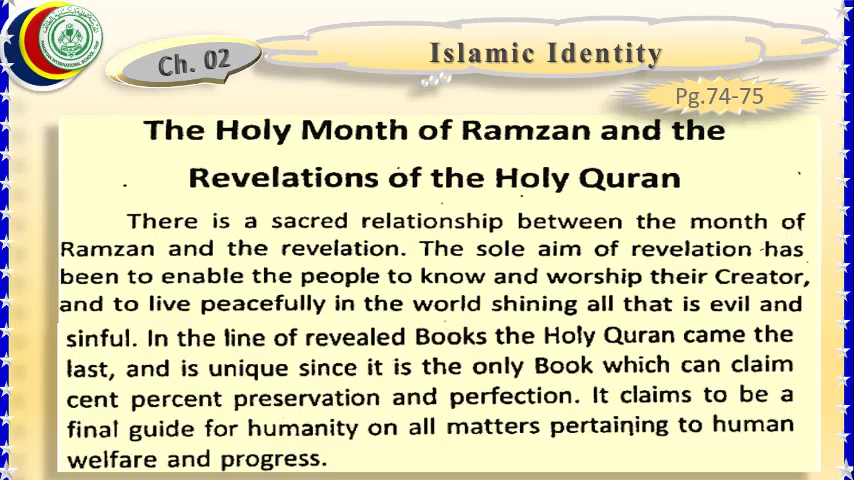 Ch. 02
Islamic Identity
Pg.74-75
The Holy Month of Ramzan and the
Revelations of the Holy Quran
There is a sacred relationship between the month of
Ramzan and the revelation. The sole aim of revelation has
been to enable the people to know and worship their Creator,
and to live peacefully in the world shining all that is evil and
sinful. In the line of revealed Books the Holy Quran came the
last, and is unique since it is the only Book which can claim
cent percent preservation and perfection. It claims to be a
final guide for humanity on all matters pertaining to human
welfare and progress.